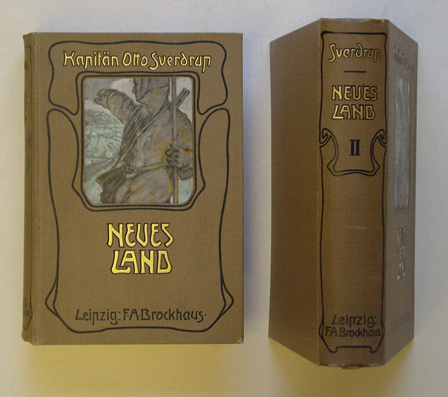 Kapitän Otto Sverdrup
NEUES
LAND
Leipzig: F.A. Brockhaus.
Sverdrup
NEUES
LAND
II
Leipzig:
F.A. Brockhaus.